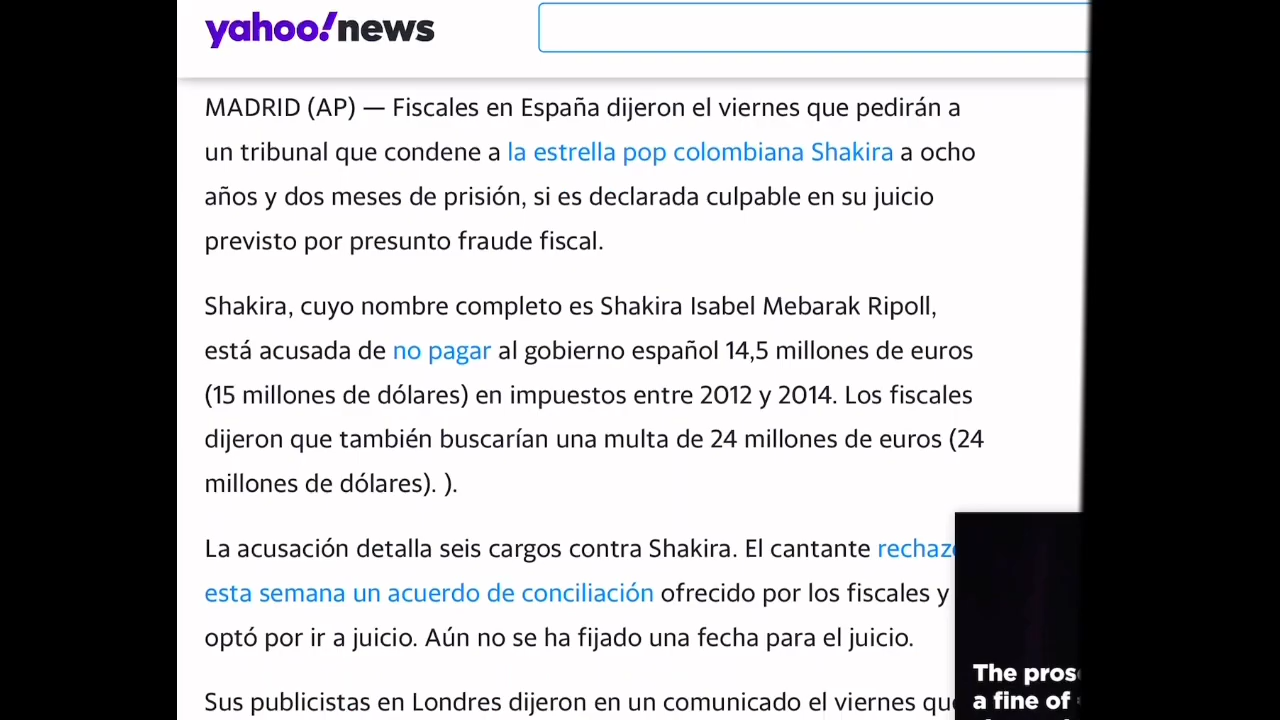 yahoo!news
MADRID (AP) — Fiscales en España dijeron el viernes que pedirán a
un tribunal que condene a la estrella pop colombiana Shakira a ocho
años y dos meses de prisión, si es declarada culpable en su juicio
previsto por presunto fraude fiscal.
Shakira, cuyo nombre completo es Shakira Isabel Mebarak Ripoll,
está acusada de no pagar al gobierno español 14,5 millones de euros
(15 millones de dólares) en impuestos entre 2012 y 2014. Los fiscales
dijeron que también buscarían una multa de 24 millones de euros (24
millones de dólares). ).
La acusación detalla seis cargos contra Shakira. El cantante
esta semana un acuerdo de conciliación ofrecido por los fiscales y
optó por ir a juicio. Aún no se ha fijado una fecha para el juicio.
Sus publicistas en Londres dijeron en un comunicado el viernes
The
a fine of